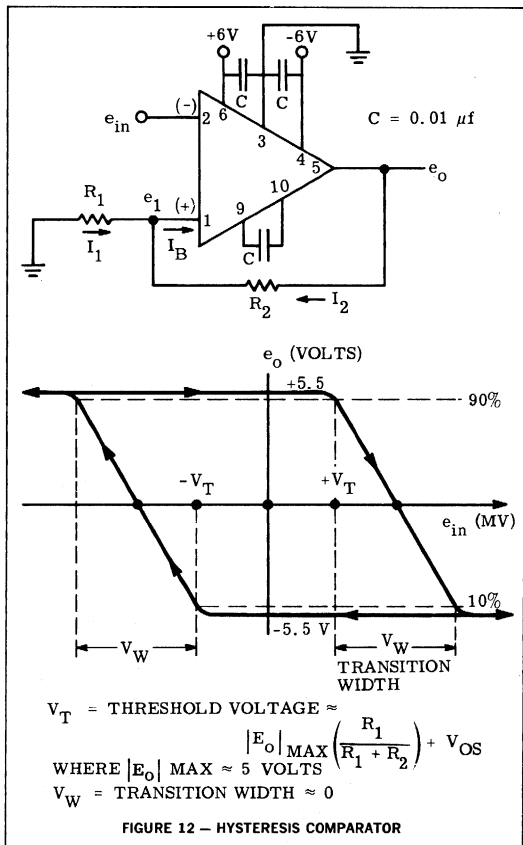 +6V -6V
C C
C = 0.01 μf
e_in (-) 2 6 3 4 5 e_o
10
R_1 e_1 (+) 1 9
I_1 I_B C
R_2 I_2
e_o (VOLTS)
+5.5 90%
-V_T +V_T
e_in (MV)
10%
-5.5 V
V_W V_W
TRANSITION
WIDTH
V_T = THRESHOLD VOLTAGE ≈
|E_o|_MAX (R_1 / (R_1 + R_2)) + V_OS
WHERE |E_o| MAX ≈ 5 VOLTS
V_W = TRANSITION WIDTH ≈ 0
FIGURE 12 — HYSTERESIS COMPARATOR